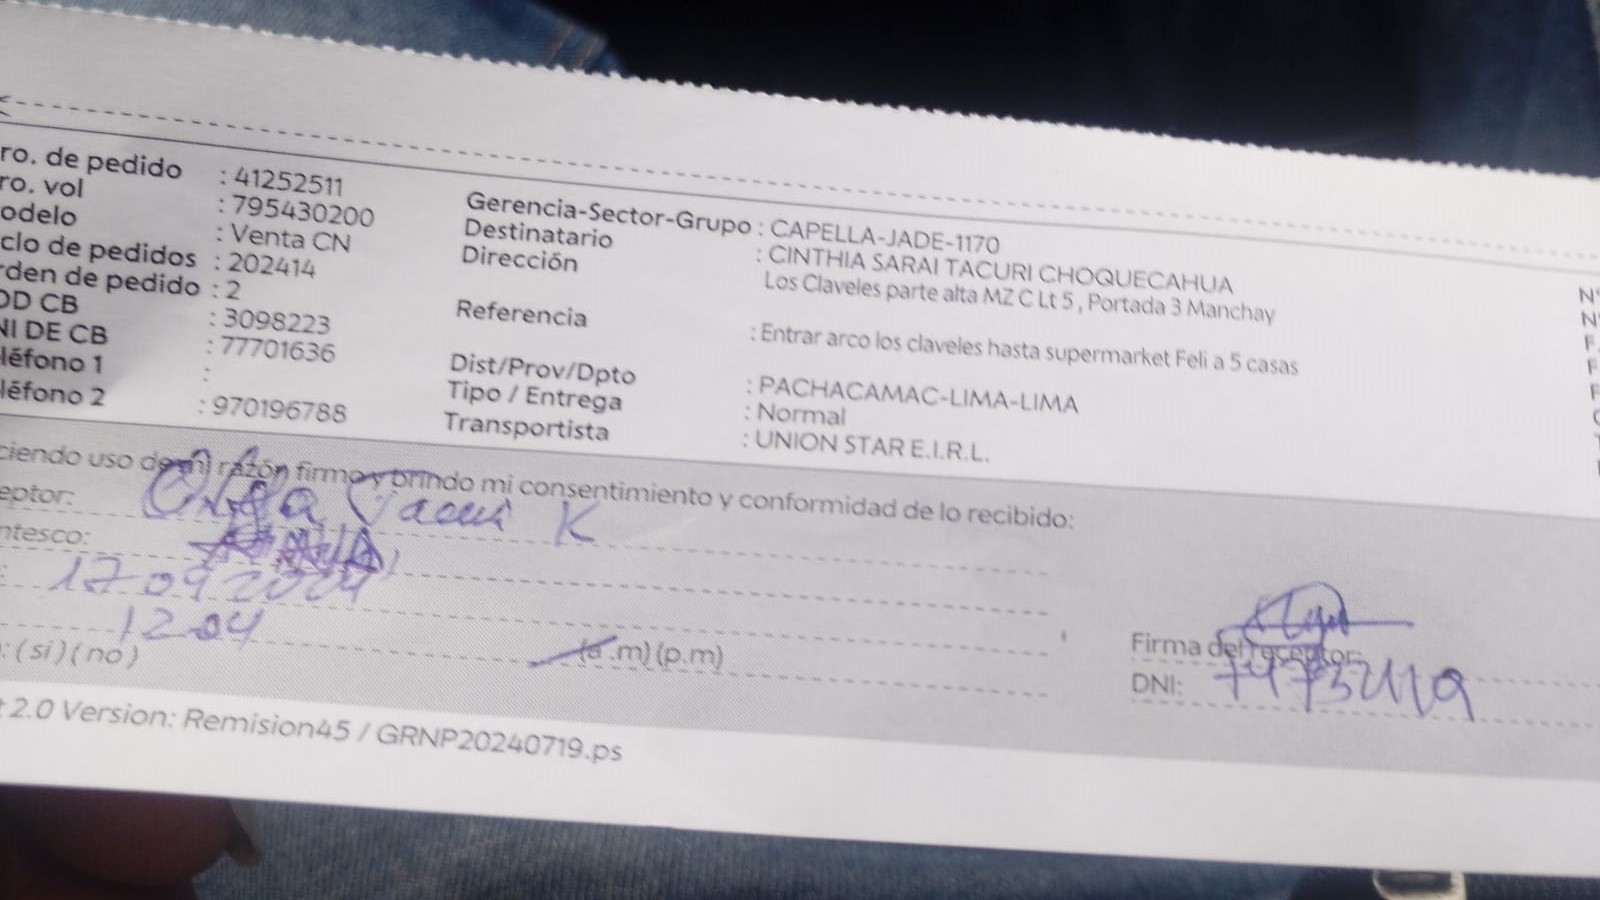 ro. de pedido : 41252511
ro. vol : 795430200
odelo : Venta CN
clo de pedidos : 202414
rden de pedido : 2
OD CB : 3098223
NI DE CB : 77701636
léfono 1 :
léfono 2 : 970196788
Gerencia-Sector-Grupo : CAPELLA-JADE-1170
Destinatario : CINTHIA SARAI TACURI CHOQUECAHUA
Dirección Los Claveles parte alta MZ C Lt 5 , Portada 3 Manchay
Referencia : Entrar arco los claveles hasta supermarket Feli a 5 casas
Dist/Prov/Dpto : PACHACAMAC-LIMA-LIMA
Tipo / Entrega : Normal
Transportista : UNION STAR E.I.R.L.
ciendo uso de mi razón firmo y brindo mi consentimiento y conformidad de lo recibido:
eptor: Olga K
ntesco:
: 17 09 2024
12 04 (a .m) (p.m)
: ( si ) ( no )
Firma del receptor:
DNI:
t 2.0 Version: Remision45 / GRNP20240719.ps